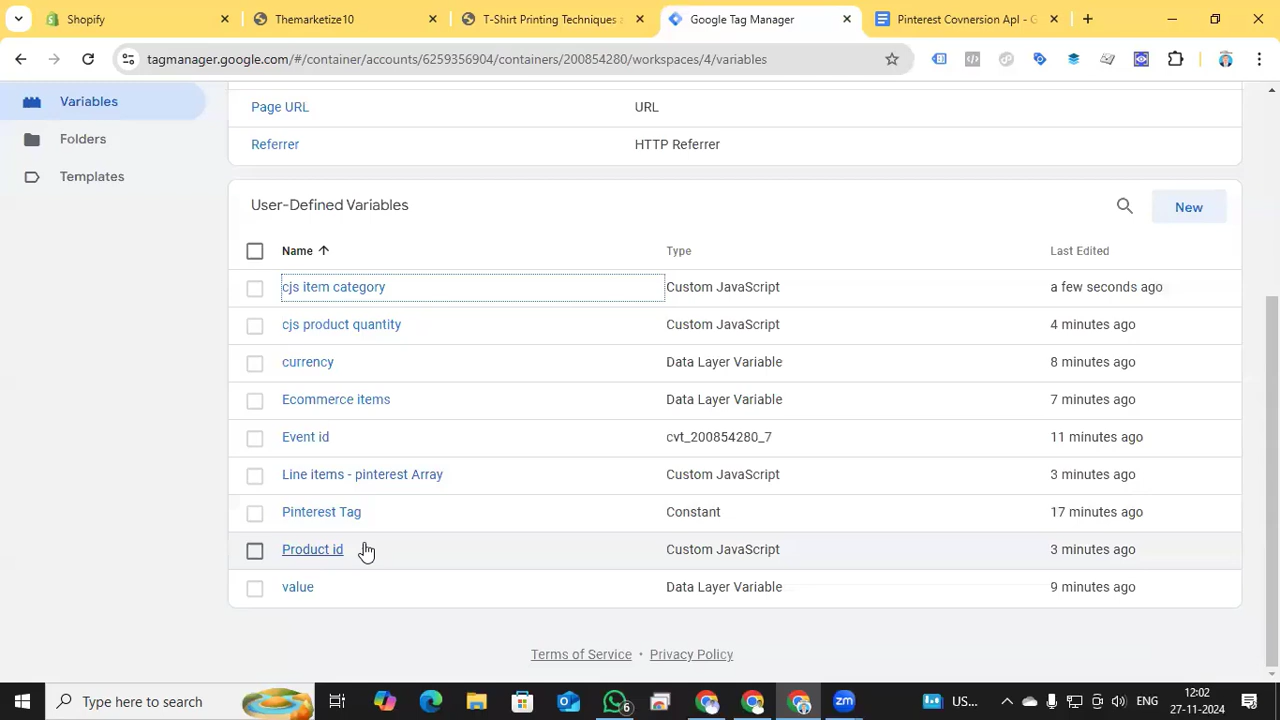 Shopify
Themarketize10
T-Shirt Printing Techniques
Google Tag Manager
Pinterest Covnersion ApI - G
tagmanager.google.com/#/container/accounts/6259356904/containers/200854280/workspaces/4/variables
Variables
Folders
Templates
Page URL URL
Referrer HTTP Referrer
User-Defined Variables New
Name Type Last Edited
cjs item category Custom JavaScript a few seconds ago
cjs product quantity Custom JavaScript 4 minutes ago
currency Data Layer Variable 8 minutes ago
Ecommerce items Data Layer Variable 7 minutes ago
Event id cvt_200854280_7 11 minutes ago
Line items - pinterest Array Custom JavaScript 3 minutes ago
Pinterest Tag Constant 17 minutes ago
Product id Custom JavaScript 3 minutes ago
value Data Layer Variable 9 minutes ago
Terms of Service • Privacy Policy
Type here to search
6
US...
ENG
12:02
27-11-2024